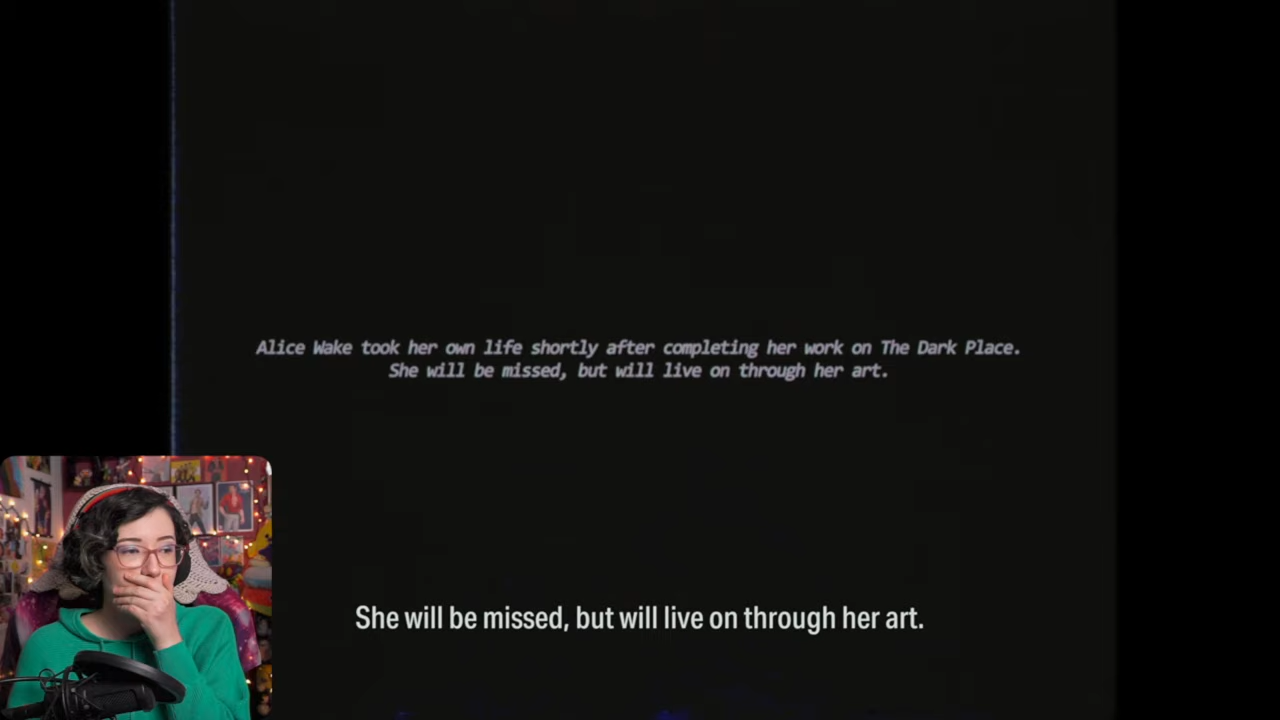 Alice Wake took her own life shortly after completing her work on The Dark Place.
She will be missed, but will live on through her art.
She will be missed, but will live on through her art.